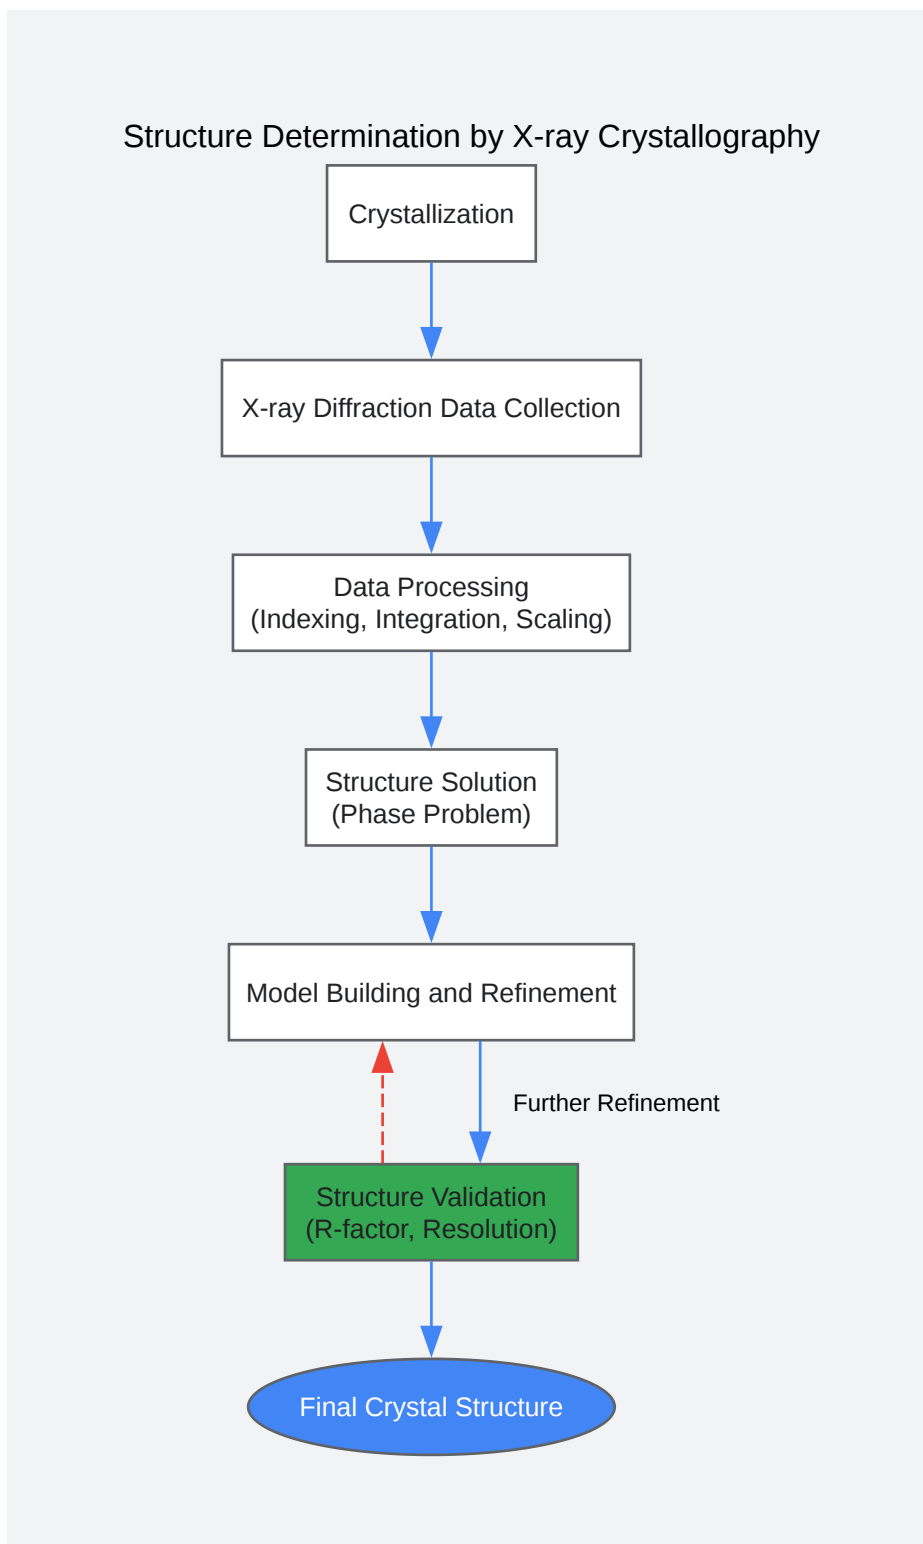 Structure Determination by X-ray Crystallography
Crystallization
X-ray Diffraction Data Collection
Data Processing
(Indexing, Integration, Scaling)
Structure Solution
(Phase Problem)
Model Building and Refinement
Further Refinement
Structure Validation
(R-factor, Resolution)
Final Crystal Structure